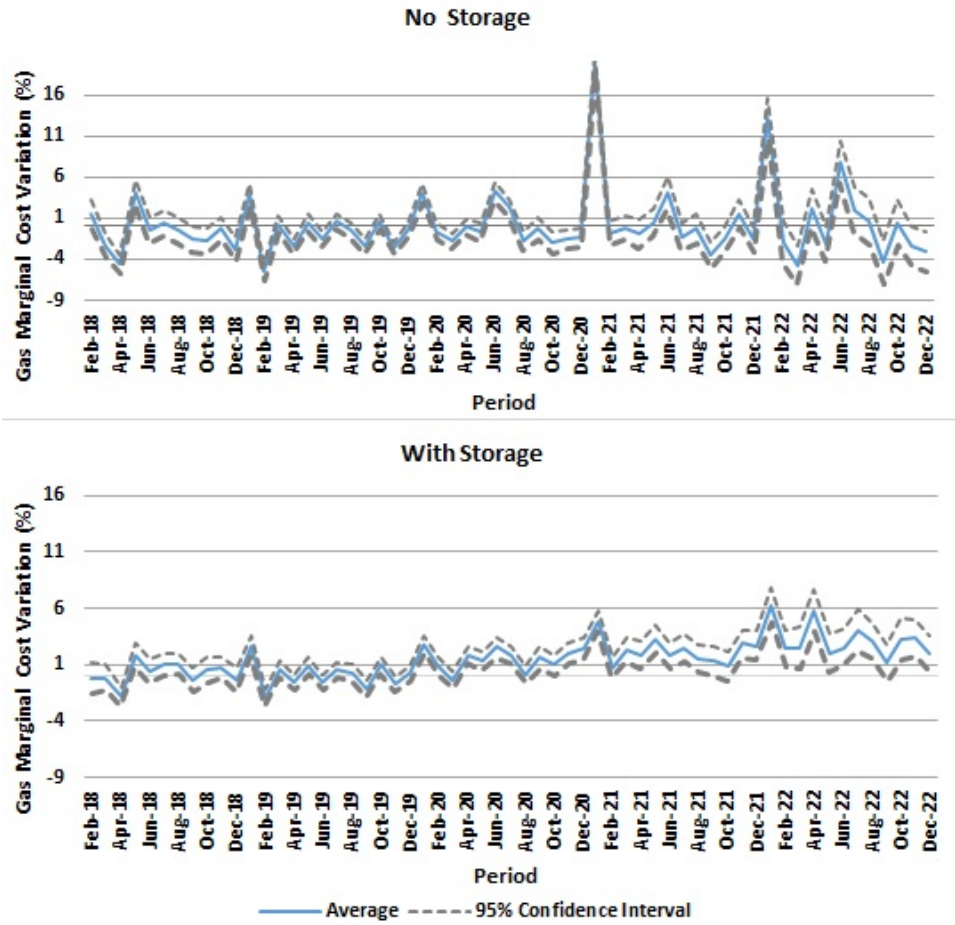 No Storage
Gas Marginal Cost Variation (%)
16
11
6
1
-4
-9
Feb-18
Apr-18
Jun-18
Aug-18
Oct-18
Dec-18
Feb-19
Apr-19
Jun-19
Aug-19
Oct-19
Dec-19
Feb-20
Apr-20
Jun-20
Aug-20
Oct-20
Dec-20
Feb-21
Apr-21
Jun-21
Aug-21
Oct-21
Dec-21
Feb-22
Apr-22
Jun-22
Aug-22
Oct-22
Dec-22
Period
With Storage
Gas Marginal Cost Variation (%)
16
11
6
1
-4
-9
Feb-18
Apr-18
Jun-18
Aug-18
Oct-18
Dec-18
Feb-19
Apr-19
Jun-19
Aug-19
Oct-19
Dec-19
Feb-20
Apr-20
Jun-20
Aug-20
Oct-20
Dec-20
Feb-21
Apr-21
Jun-21
Aug-21
Oct-21
Dec-21
Feb-22
Apr-22
Jun-22
Aug-22
Oct-22
Dec-22
Period
Average 95% Confidence Interval